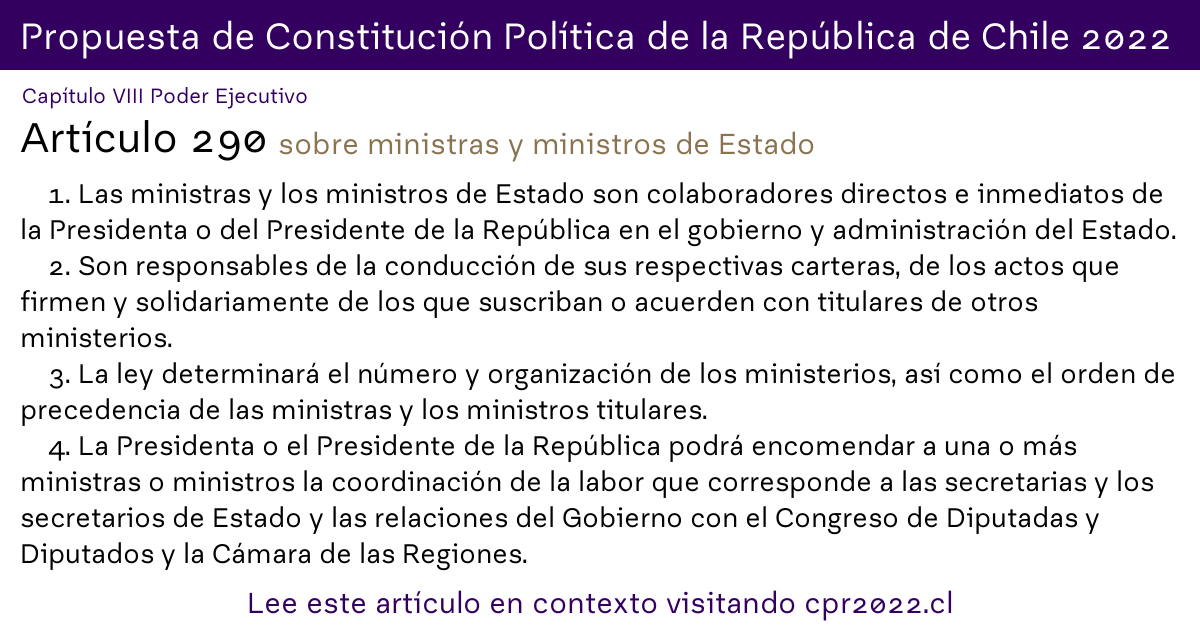 Propuesta de Constitución Política de la República de Chile 2022
Capítulo VIII Poder Ejecutivo
Artículo 290 sobre ministras y ministros de Estado
1. Las ministras y los ministros de Estado son colaboradores directos e inmediatos de
la Presidenta o del Presidente de la República en el gobierno y administración del Estado.
2. Son responsables de la conducción de sus respectivas carteras, de los actos que
firmen y solidariamente de los que suscriban o acuerden con titulares de otros
ministerios.
3. La ley determinará el número y organización de los ministerios, así como el orden de
precedencia de las ministras y los ministros titulares.
4. La Presidenta o el Presidente de la República podrá encomendar a una o más
ministras o ministros la coordinación de la labor que corresponde a las secretarias y los
secretarios de Estado y las relaciones del Gobierno con el Congreso de Diputadas y
Diputados y la Cámara de las Regiones.
Lee este artículo en contexto visitando cpr2022.cl